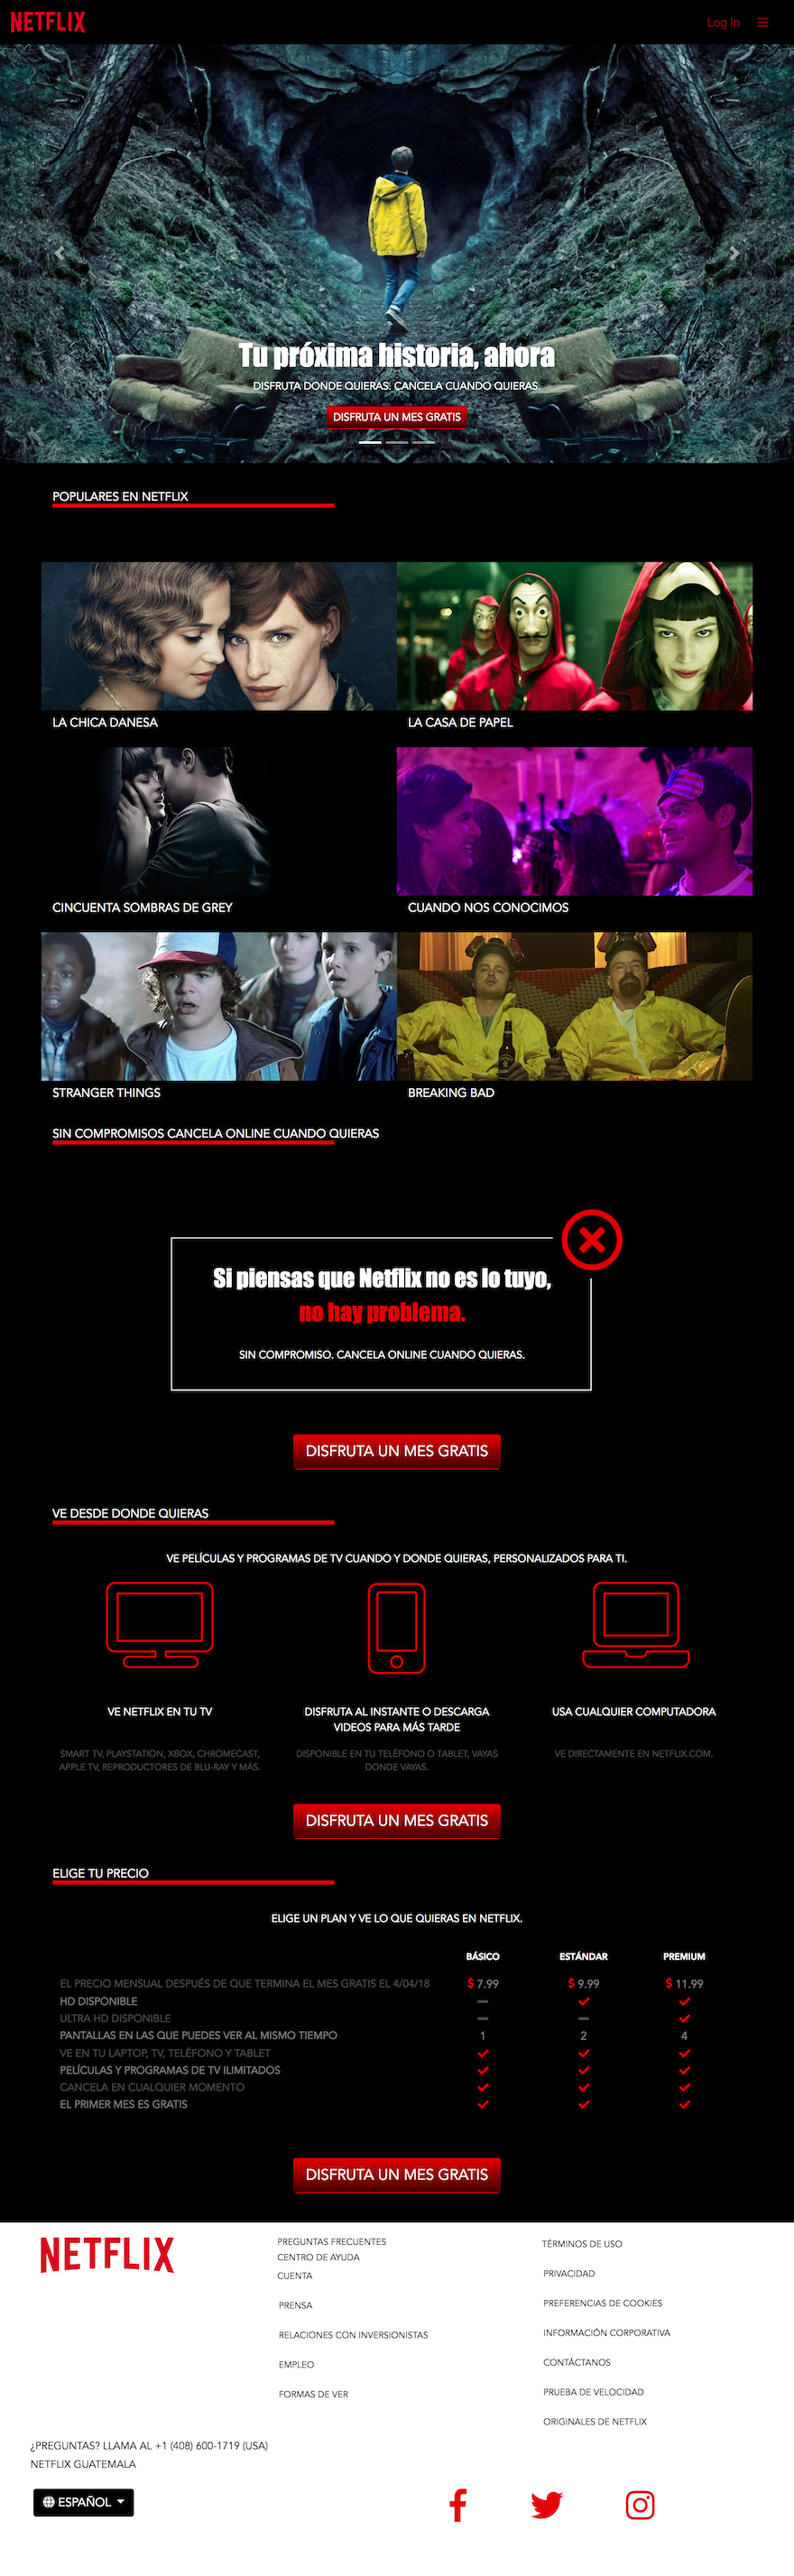 NETFLIX
Log In
Tu próxima historia, ahora
DISFRUTA DONDE QUIERAS. CANCELA CUANDO QUIERAS.
DISFRUTA UN MES GRATIS
POPULARES EN NETFLIX
LA CHICA DANESA
LA CASA DE PAPEL
CINCUENTA SOMBRAS DE GREY
CUANDO NOS CONOCIMOS
STRANGER THINGS
BREAKING BAD
SIN COMPROMISOS CANCELA ONLINE CUANDO QUIERAS
Si piensas que Netflix no es lo tuyo,
no hay problema.
SIN COMPROMISO. CANCELA ONLINE CUANDO QUIERAS.
DISFRUTA UN MES GRATIS
VE DESDE DONDE QUIERAS
VE PELÍCULAS Y PROGRAMAS DE TV CUANDO Y DONDE QUIERAS, PERSONALIZADOS PARA TI.
VE NETFLIX EN TU TV
SMART TV, PLAYSTATION, XBOX, CHROMECAST,
APPLE TV, REPRODUCTORES DE BLU-RAY Y MÁS.
DISFRUTA AL INSTANTE O DESCARGA
VIDEOS PARA MÁS TARDE
DISPONIBLE EN TU TELÉFONO O TABLET, VAYAS
DONDE VAYAS.
USA CUALQUIER COMPUTADORA
VE DIRECTAMENTE EN NETFLIX.COM.
DISFRUTA UN MES GRATIS
ELIGE TU PRECIO
ELIGE UN PLAN Y VE LO QUE QUIERAS EN NETFLIX.
BÁSICO ESTÁNDAR PREMIUM
EL PRECIO MENSUAL DESPUÉS DE QUE TERMINA EL MES GRATIS EL 4/04/18 $ 7.99 $ 9.99 $ 11.99
HD DISPONIBLE
ULTRA HD DISPONIBLE
PANTALLAS EN LAS QUE PUEDES VER AL MISMO TIEMPO 1 2 4
VE EN TU LAPTOP, TV, TELÉFONO Y TABLET
PELÍCULAS Y PROGRAMAS DE TV ILIMITADOS
CANCELA EN CUALQUIER MOMENTO
EL PRIMER MES ES GRATIS
DISFRUTA UN MES GRATIS
NETFLIX
PREGUNTAS FRECUENTES
CENTRO DE AYUDA
CUENTA
PRENSA
RELACIONES CON INVERSIONISTAS
EMPLEO
FORMAS DE VER
TÉRMINOS DE USO
PRIVACIDAD
PREFERENCIAS DE COOKIES
INFORMACIÓN CORPORATIVA
CONTÁCTANOS
PRUEBA DE VELOCIDAD
ORIGINALES DE NETFLIX
¿PREGUNTAS? LLAMA AL +1 (408) 600-1719 (USA)
NETFLIX GUATEMALA
ESPAÑOL